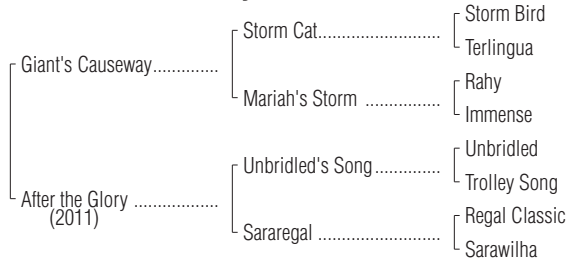 Storm Bird
Storm Cat..............................
Terlingua
Giant's Causeway..............
Rahy
Mariah's Storm .................
Immense
Unbridled
Unbridled's Song...............
Trolley Song
After the Glory .................
(2011)
Regal Classic
Sararegal ...........................
Sarawilha